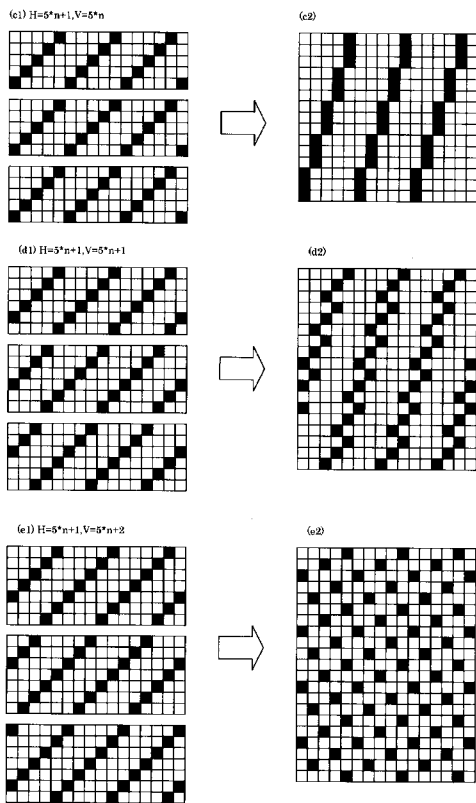 (c1) H=5*n+1,V=5*n
(c2)
(d1) H=5*n+1,V=5*n+1
(d2)
(e1) H=5*n+1,V=5*n+2
(e2)